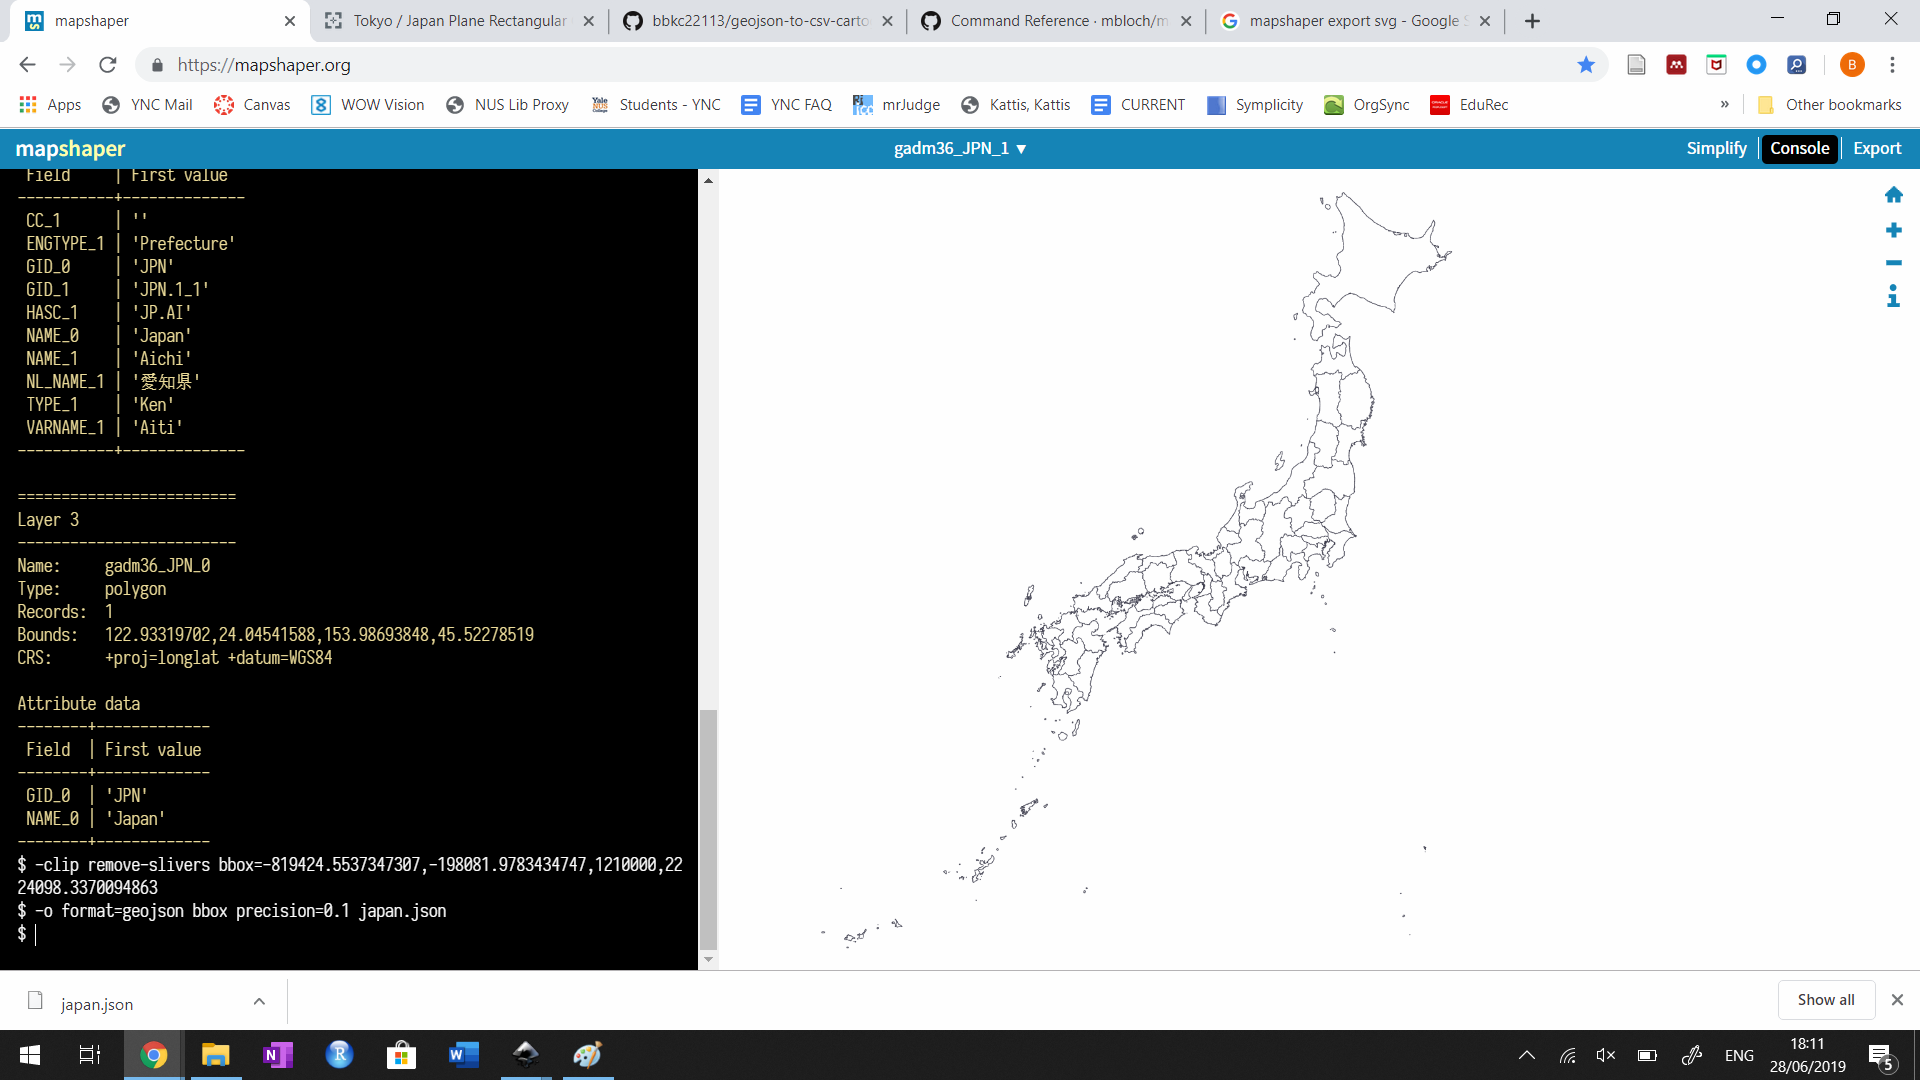 mapshaper
Tokyo / Japan Plane Rectangular
bbkc22113/geojson-to-csv-carto
Command Reference · mbloch/m
mapshaper export svg - Google S
https://mapshaper.org
B
Apps
YNC Mail
Canvas
WOW Vision
NUS Lib Proxy
Students - YNC
YNC FAQ
mrJudge
Kattis, Kattis
CURRENT
Symplicity
OrgSync
EduRec
»
Other bookmarks
mapshaper
gadm36_JPN_1 ▼
Simplify
Console
Export
Field | First value
-----------+--------------
CC_1 | ''
ENGTYPE_1 | 'Prefecture'
GID_0 | 'JPN'
GID_1 | 'JPN.1_1'
HASC_1 | 'JP.AI'
NAME_0 | 'Japan'
NAME_1 | 'Aichi'
NL_NAME_1 | '愛知県'
TYPE_1 | 'Ken'
VARNAME_1 | 'Aiti'
-----------+--------------
=========================
Layer 3
-------------------------
Name: gadm36_JPN_0
Type: polygon
Records: 1
Bounds: 122.93319702,24.04541588,153.98693848,45.52278519
CRS: +proj=longlat +datum=WGS84
Attribute data
--------+-------------
Field | First value
--------+-------------
GID_0 | 'JPN'
NAME_0 | 'Japan'
--------+-------------
$ -clip remove-slivers bbox=-819424.5537347307,-198081.9783434747,1210000,22
24098.3370094863
$ -o format=geojson bbox precision=0.1 japan.json
$
japan.json
Show all
ENG
18:11
28/06/2019
5